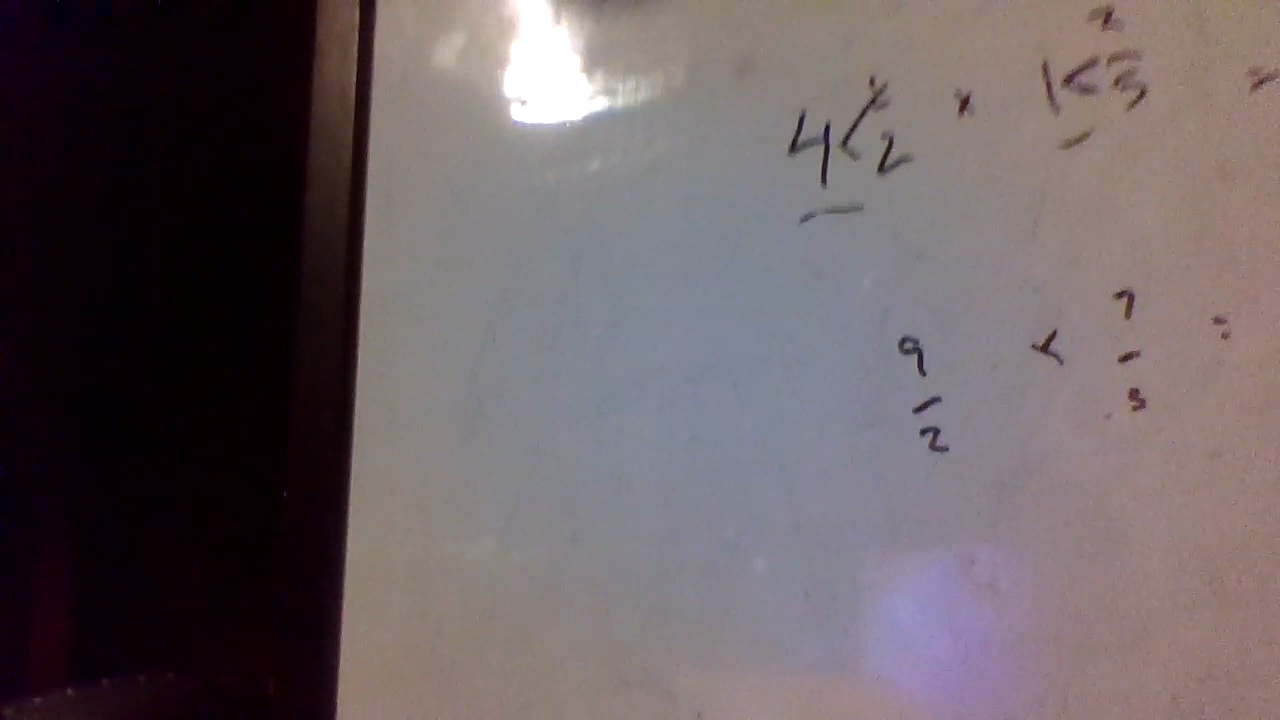 4 1/2 × 1 2/3 =
9/2 × 7/3 =